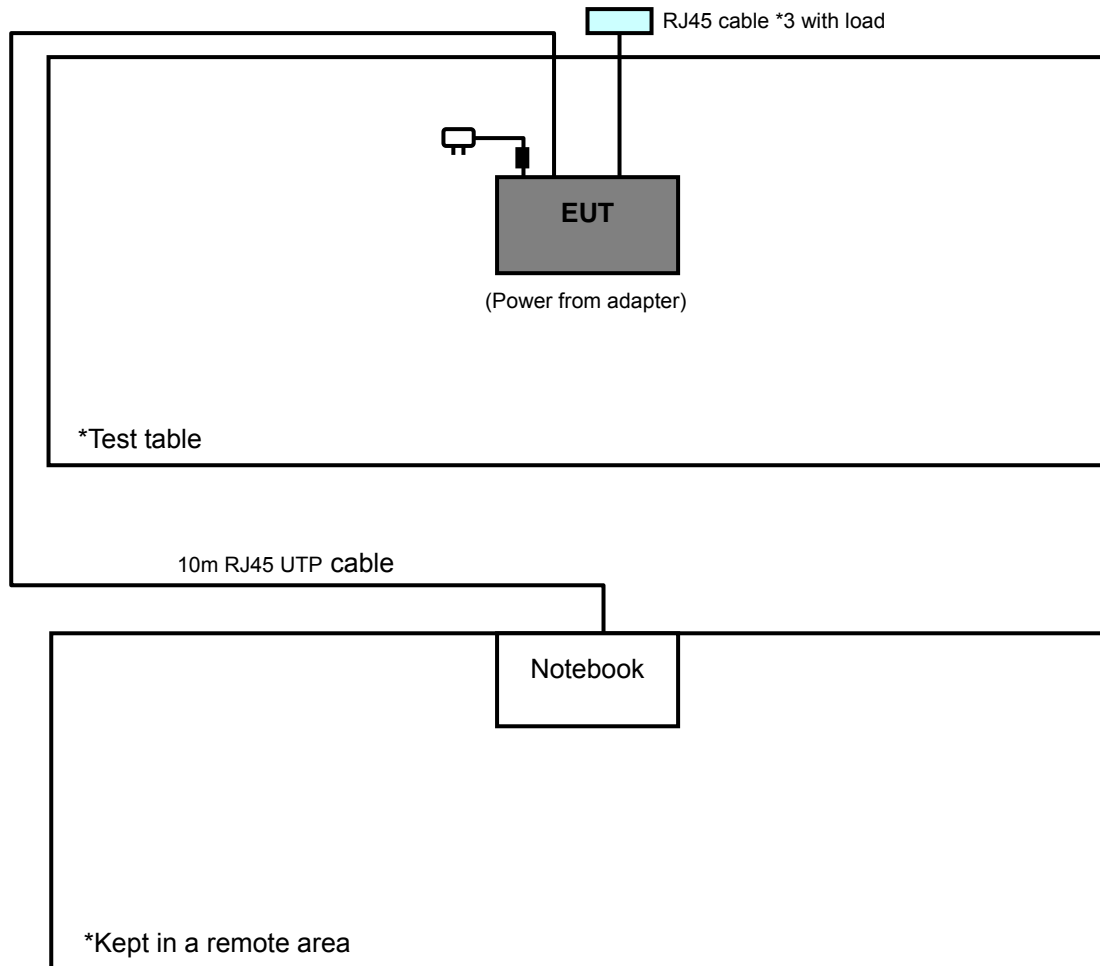 RJ45 cable *3 with load
EUT
(Power from adapter)
*Test table
10m RJ45 UTP cable
Notebook
*Kept in a remote area